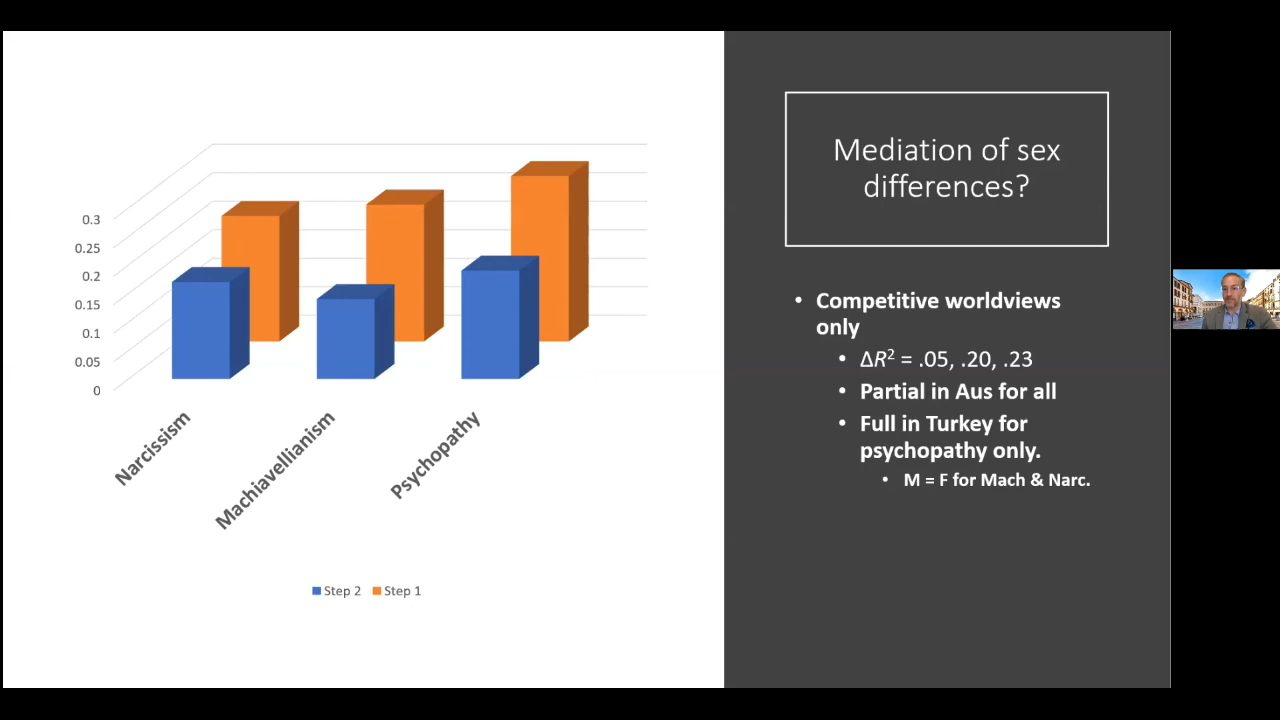 0.3
0.25
0.2
0.15
0.1
0.05
0
Narcissism
Machiavellianism
Psychopathy
Step 2 Step 1
Mediation of sex
differences?
• Competitive worldviews
only
• ΔR² = .05, .20, .23
• Partial in Aus for all
• Full in Turkey for
psychopathy only.
• M = F for Mach & Narc.